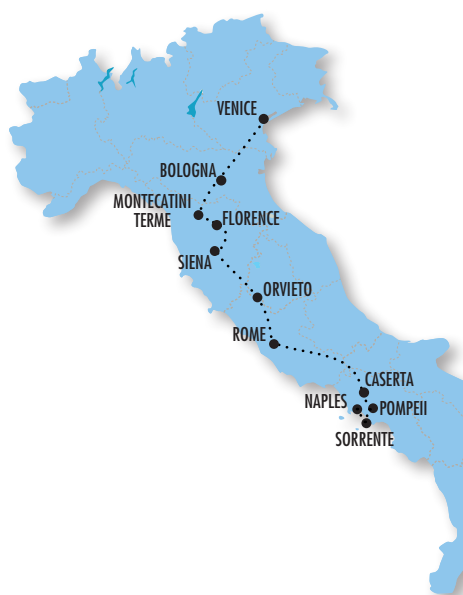 VENICE
BOLOGNA
MONTECATINI
TERME
FLORENCE
SIENA
ORVIETO
ROME
CASERTA
NAPLES
POMPEII
SORRENTE